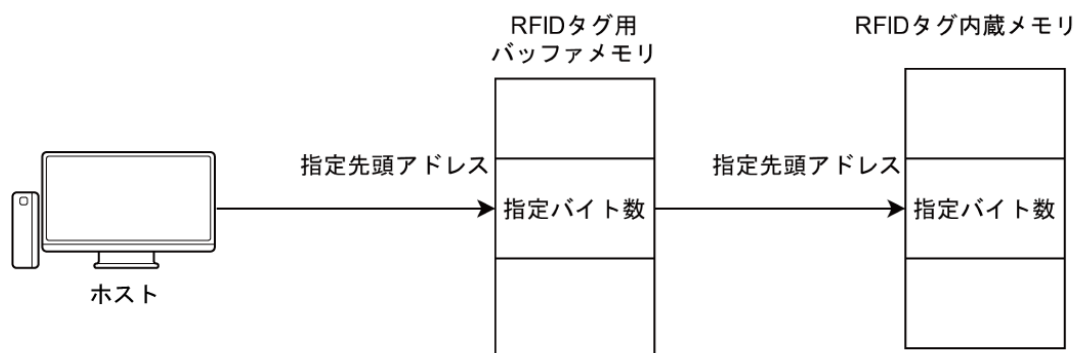 RFIDタグ用
バッファメモリ
RFIDタグ内蔵メモリ
指定先頭アドレス
指定先頭アドレス
指定バイト数
指定バイト数
ホスト